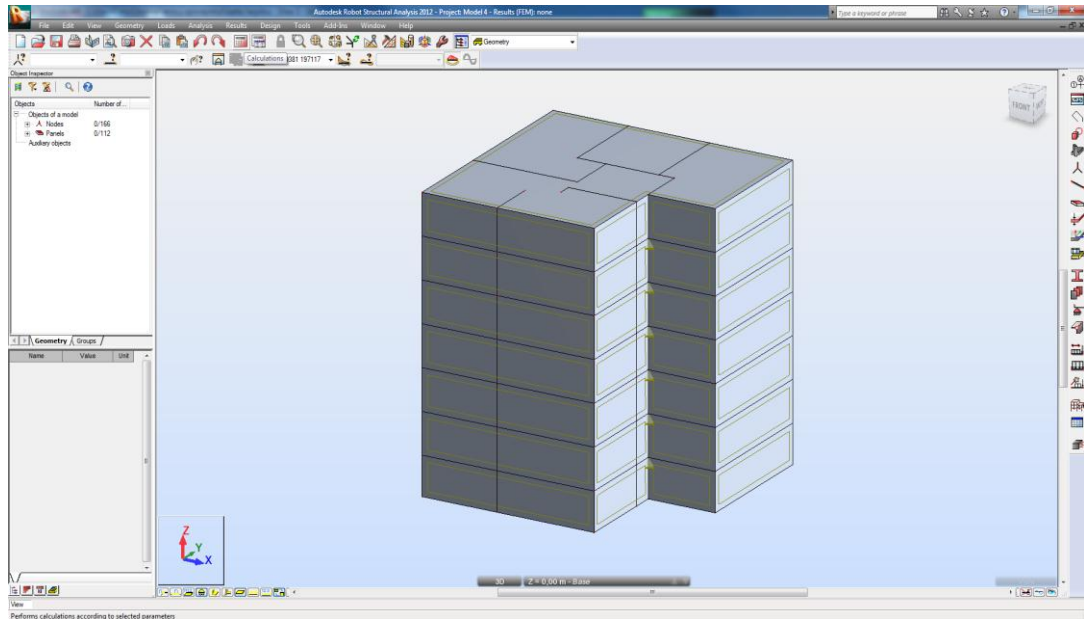 Autodesk Robot Structural Analysis 2012 - Project: Model 4 - Results (FEM): none
Type a keyword or phrase
File Edit View Geometry Loads Analysis Results Design Tools Add-Ins Window Help
Geometry
Calculations
381 197117
Object Inspector
Objects Number of...
Objects of a model
Nodes 0/166
Panels 0/112
Auxiliary objects
FRONT
Geometry Groups
Name Value Unit
Z
Y
X
3D Z = 0,00 m - Base
View
Performs calculations according to selected parameters